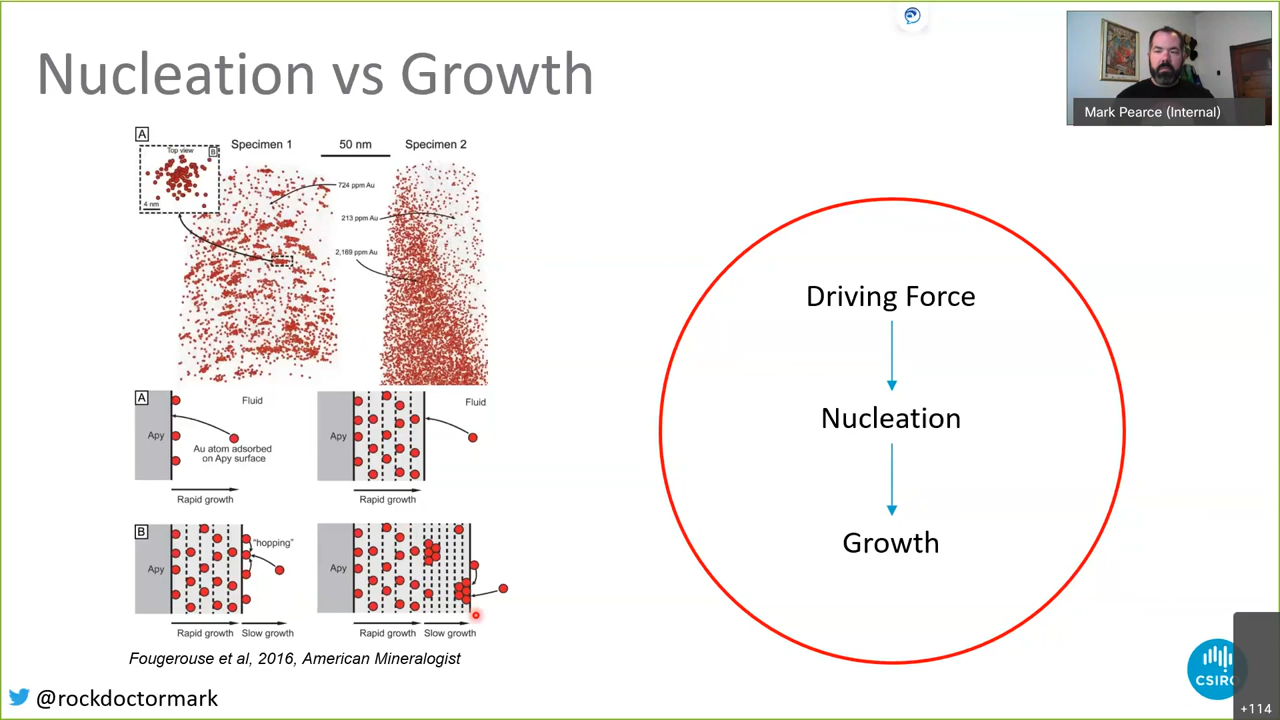 Nucleation vs Growth
Mark Pearce (Internal)
A
Top view
B
4 nm
Specimen 1
50 nm
Specimen 2
724 ppm Au
213 ppm Au
2,169 ppm Au
A
Apy
Fluid
Au atom adsorbed
on Apy surface
Rapid growth
Apy
Fluid
Rapid growth
B
Apy
"hopping"
Rapid growth
Slow growth
Apy
Rapid growth
Slow growth
Fougerouse et al, 2016, American Mineralogist
Driving Force
Nucleation
Growth
@rockdoctormark
CSIRO
+114